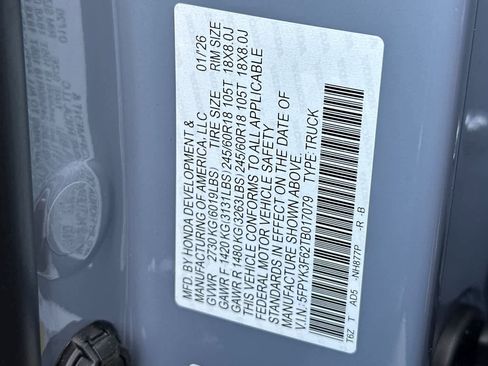 MFD. BY HONDA DEVELOPMENT & 01/26
MANUFACTURING OF AMERICA, LLC
GVWR 2730 KG(6019LBS) TIRE SIZE RIM SIZE
GAWR F 1420 KG(3131LBS) 245/60R18 105T 18X8.0J
GAWR R 1480 KG(3263LBS) 245/60R18 105T 18X8.0J
THIS VEHICLE CONFORMS TO ALL APPLICABLE
FEDERAL MOTOR VEHICLE SAFETY
STANDARDS IN EFFECT ON THE DATE OF
MANUFACTURE SHOWN ABOVE.
V.I.N.:5FPYK3F62TB017079 TYPE:TRUCK
T6Z T AD5 -NH877P -R -B